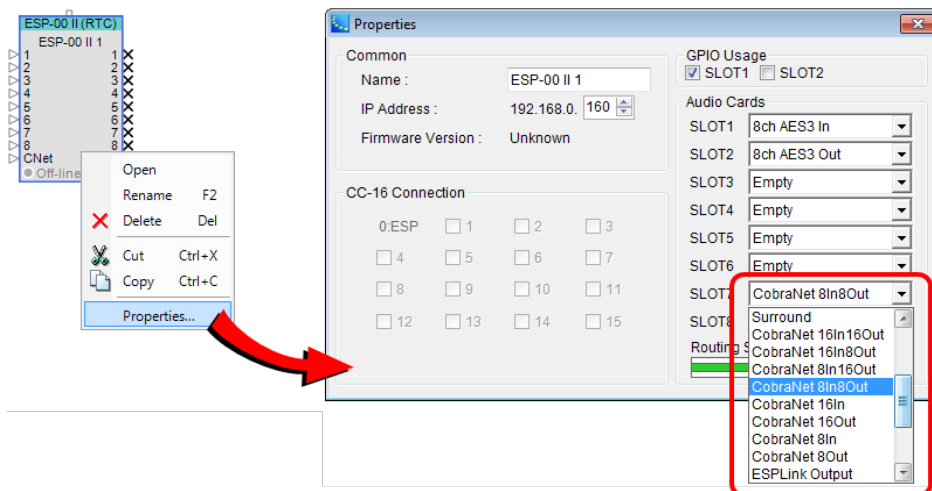 ESP-00 II (RTC)
ESP-00 II 1
1 1
2 2
3 3
4 4
5 5
6 6
7 7
8 8
CNet
Off-line
Open
Rename F2
Delete Del
Cut Ctrl+X
Copy Ctrl+C
Properties...
Properties
Common
Name : ESP-00 II 1
IP Address : 192.168.0. 160
Firmware Version : Unknown
CC-16 Connection
0:ESP 1 2 3
4 5 6 7
8 9 10 11
12 13 14 15
GPIO Usage
SLOT1 SLOT2
Audio Cards
SLOT1 8ch AES3 In
SLOT2 8ch AES3 Out
SLOT3 Empty
SLOT4 Empty
SLOT5 Empty
SLOT6 Empty
SLOT7 CobraNet 8In8Out
SLOT8
Routing S
Surround
CobraNet 16In16Out
CobraNet 16In8Out
CobraNet 8In16Out
CobraNet 8In8Out
CobraNet 16In
CobraNet 16Out
CobraNet 8In
CobraNet 8Out
ESPLink Output